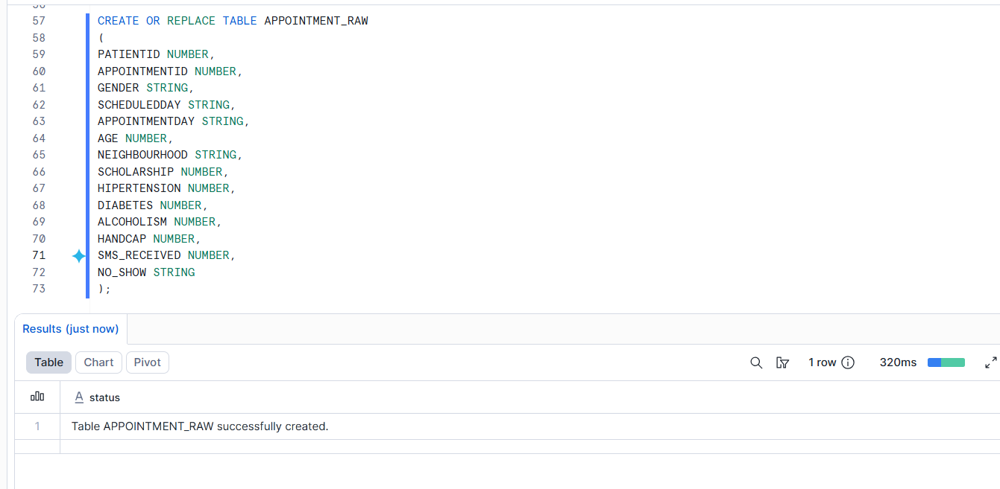 56
57 CREATE OR REPLACE TABLE APPOINTMENT_RAW
58 (
59 PATIENTID NUMBER,
60 APPOINTMENTID NUMBER,
61 GENDER STRING,
62 SCHEDULEDDAY STRING,
63 APPOINTMENTDAY STRING,
64 AGE NUMBER,
65 NEIGHBOURHOOD STRING,
66 SCHOLARSHIP NUMBER,
67 HIPERTENSION NUMBER,
68 DIABETES NUMBER,
69 ALCOHOLISM NUMBER,
70 HANDCAP NUMBER,
71 SMS_RECEIVED NUMBER,
72 NO_SHOW STRING
73 );
Results (just now)
Table Chart Pivot 1 row 320ms
A status
1 Table APPOINTMENT_RAW successfully created.